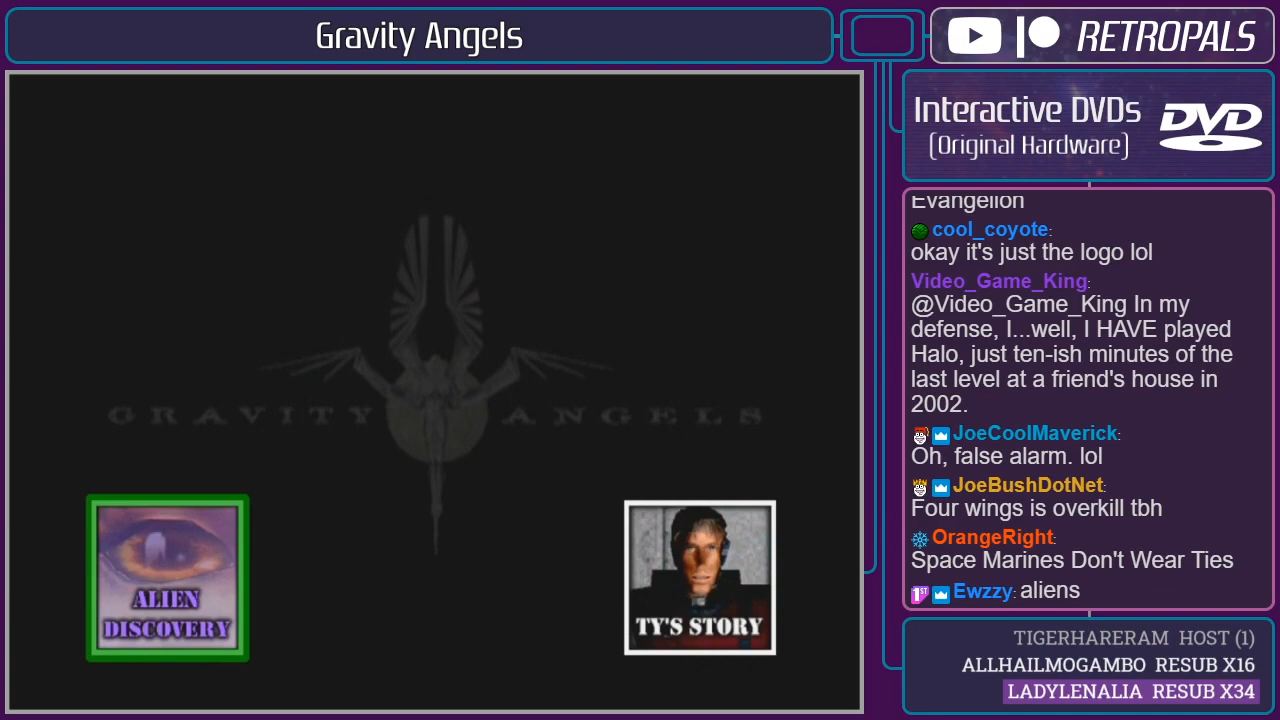 Gravity Angels
RETROPALS
Interactive DVDs
(Original Hardware)
DVD
Evangelion
cool_coyote:
okay it's just the logo lol
Video_Game_King:
@Video_Game_King In my
defense, I...well, I HAVE played
Halo, just ten-ish minutes of the
last level at a friend's house in
2002.
JoeCoolMaverick:
Oh, false alarm. lol
JoeBushDotNet:
Four wings is overkill tbh
OrangeRight:
Space Marines Don't Wear Ties
1ST Ewzzy: aliens
GRAVITY ANGELS
ALIEN
DISCOVERY
TY'S STORY
TIGERHARERAM HOST (1)
ALLHAILMOGAMBO RESUB X16
LADYLENALIA RESUB X34